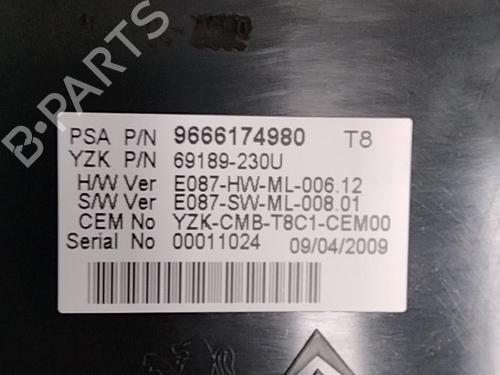 B-PARTS
PSA P/N 9666174980 T8
YZK P/N 69189-230U
H/W Ver E087-HW-ML-006.12
S/W Ver E087-SW-ML-008.01
CEM No YZK-CMB-T8C1-CEM00
Serial No 00011024 09/04/2009